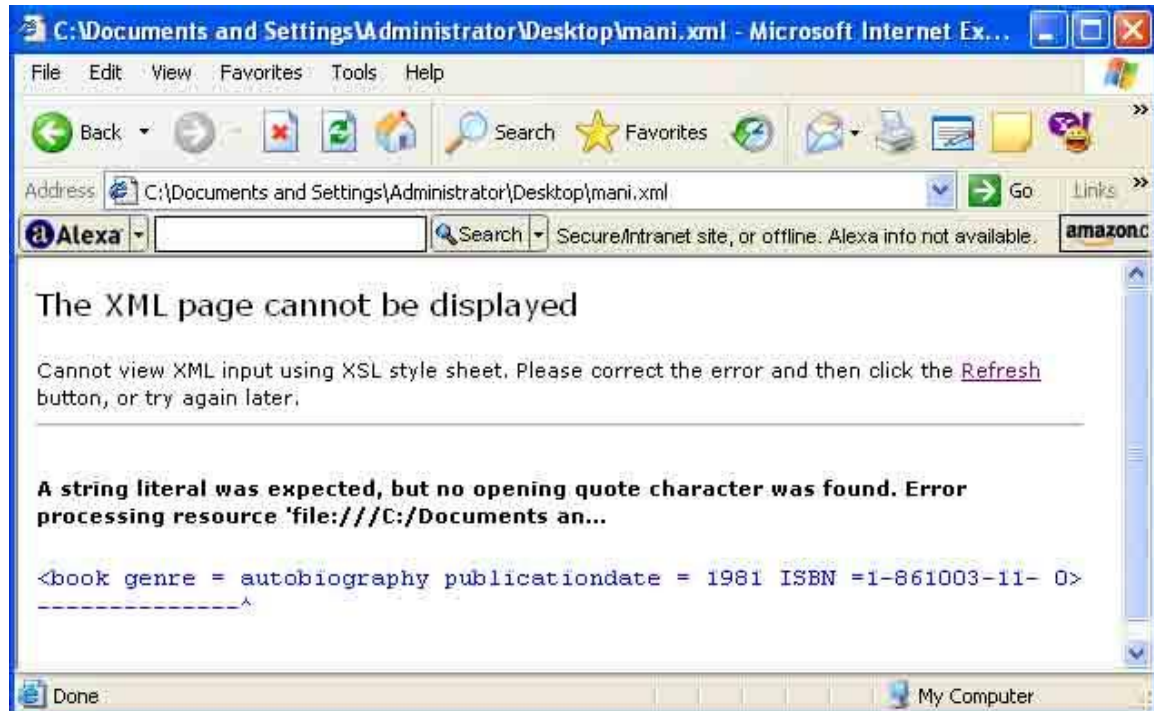 C:\Documents and Settings\Administrator\Desktop\mani.xml - Microsoft Internet Ex...
File Edit View Favorites Tools Help
Back Search Favorites »
Address C:\Documents and Settings\Administrator\Desktop\mani.xml Go Links »
Alexa Search Secure/Intranet site, or offline. Alexa info not available. amazon.c
The XML page cannot be displayed
Cannot view XML input using XSL style sheet. Please correct the error and then click the Refresh
button, or try again later.
A string literal was expected, but no opening quote character was found. Error
processing resource 'file:///C:/Documents an...
<book genre = autobiography publicationdate = 1981 ISBN =1-861003-11- 0>
--------------^
Done My Computer